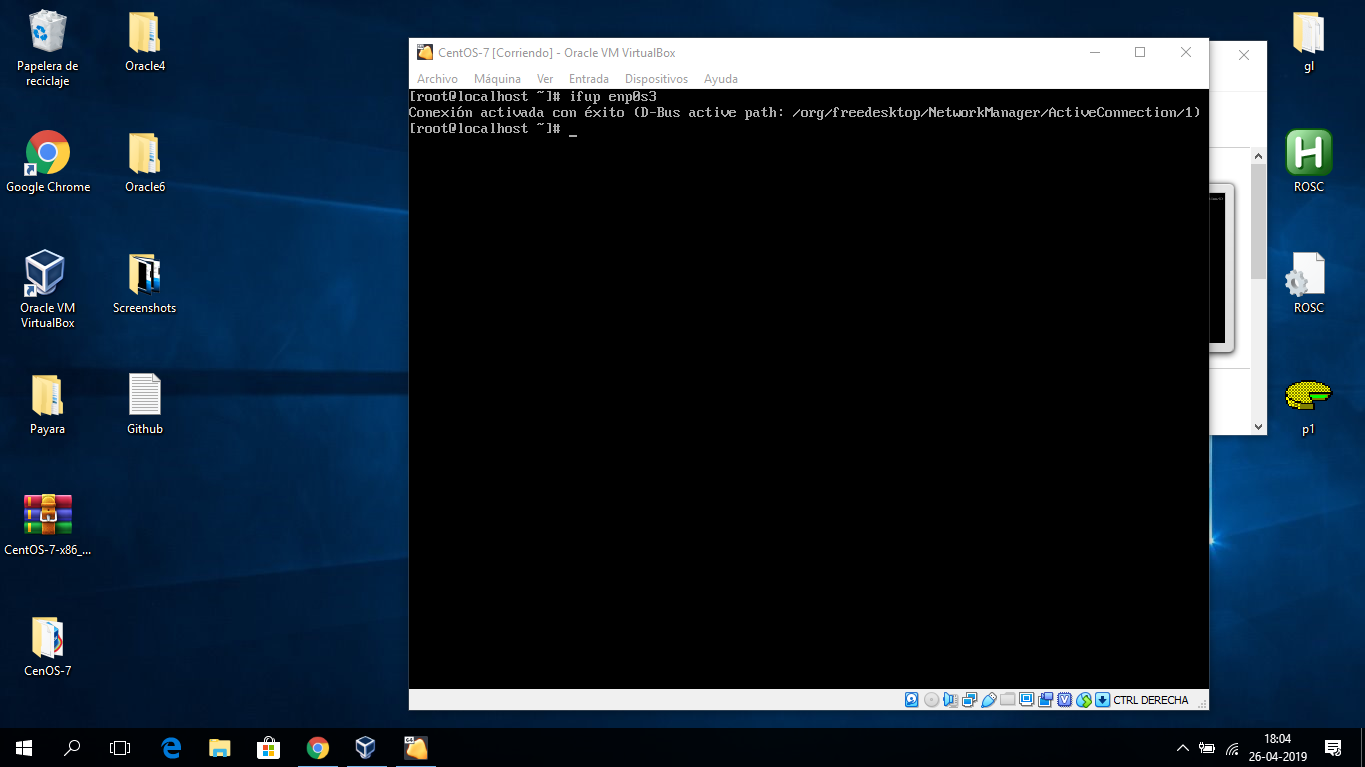 Papelera de
reciclaje
Oracle4
Google Chrome
Oracle6
Oracle VM
VirtualBox
Screenshots
Payara
Github
CentOS-7-x86_...
CenOS-7
CentOS-7 [Corriendo] - Oracle VM VirtualBox
Archivo Máquina Ver Entrada Dispositivos Ayuda
[root@localhost ~]# ifup enp0s3
Conexión activada con éxito (D-Bus active path: /org/freedesktop/NetworkManager/ActiveConnection/1)
[root@localhost ~]# _
CTRL DERECHA
gl
ROSC
ROSC
p1
18:04
26-04-2019